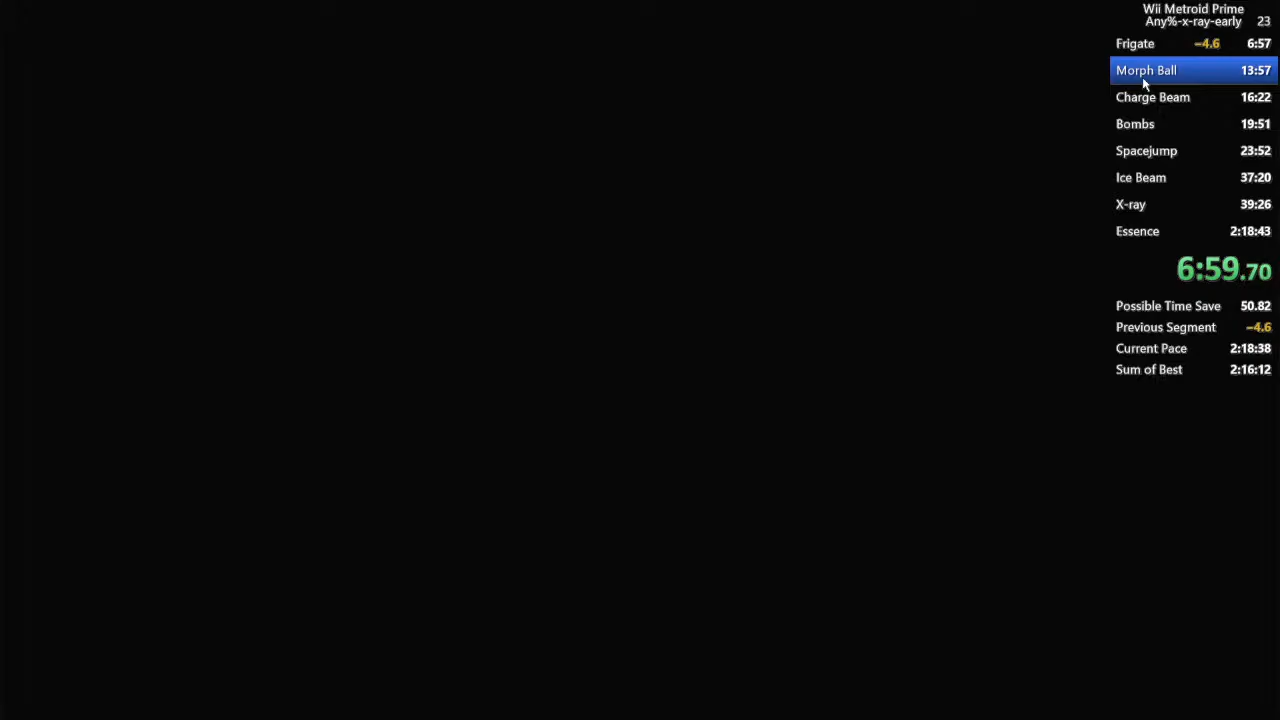 Wii Metroid Prime
Any%-x-ray-early 23
Frigate −4.6 6:57
Morph Ball 13:57
Charge Beam 16:22
Bombs 19:51
Spacejump 23:52
Ice Beam 37:20
X-ray 39:26
Essence 2:18:43
6:59.70
Possible Time Save 50.82
Previous Segment −4.6
Current Pace 2:18:38
Sum of Best 2:16:12